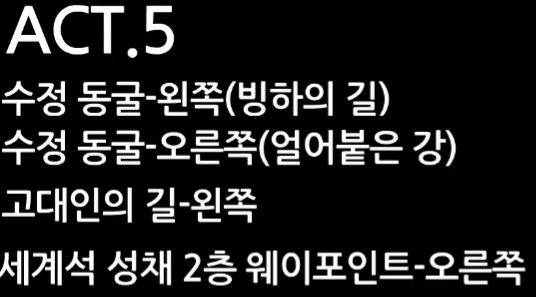 ACT.5
수정 동굴-왼쪽(빙하의 길)
수정 동굴-오른쪽(얼어붙은 강)
고대인의 길-왼쪽
세계석 성채 2층 웨이포인트-오른쪽